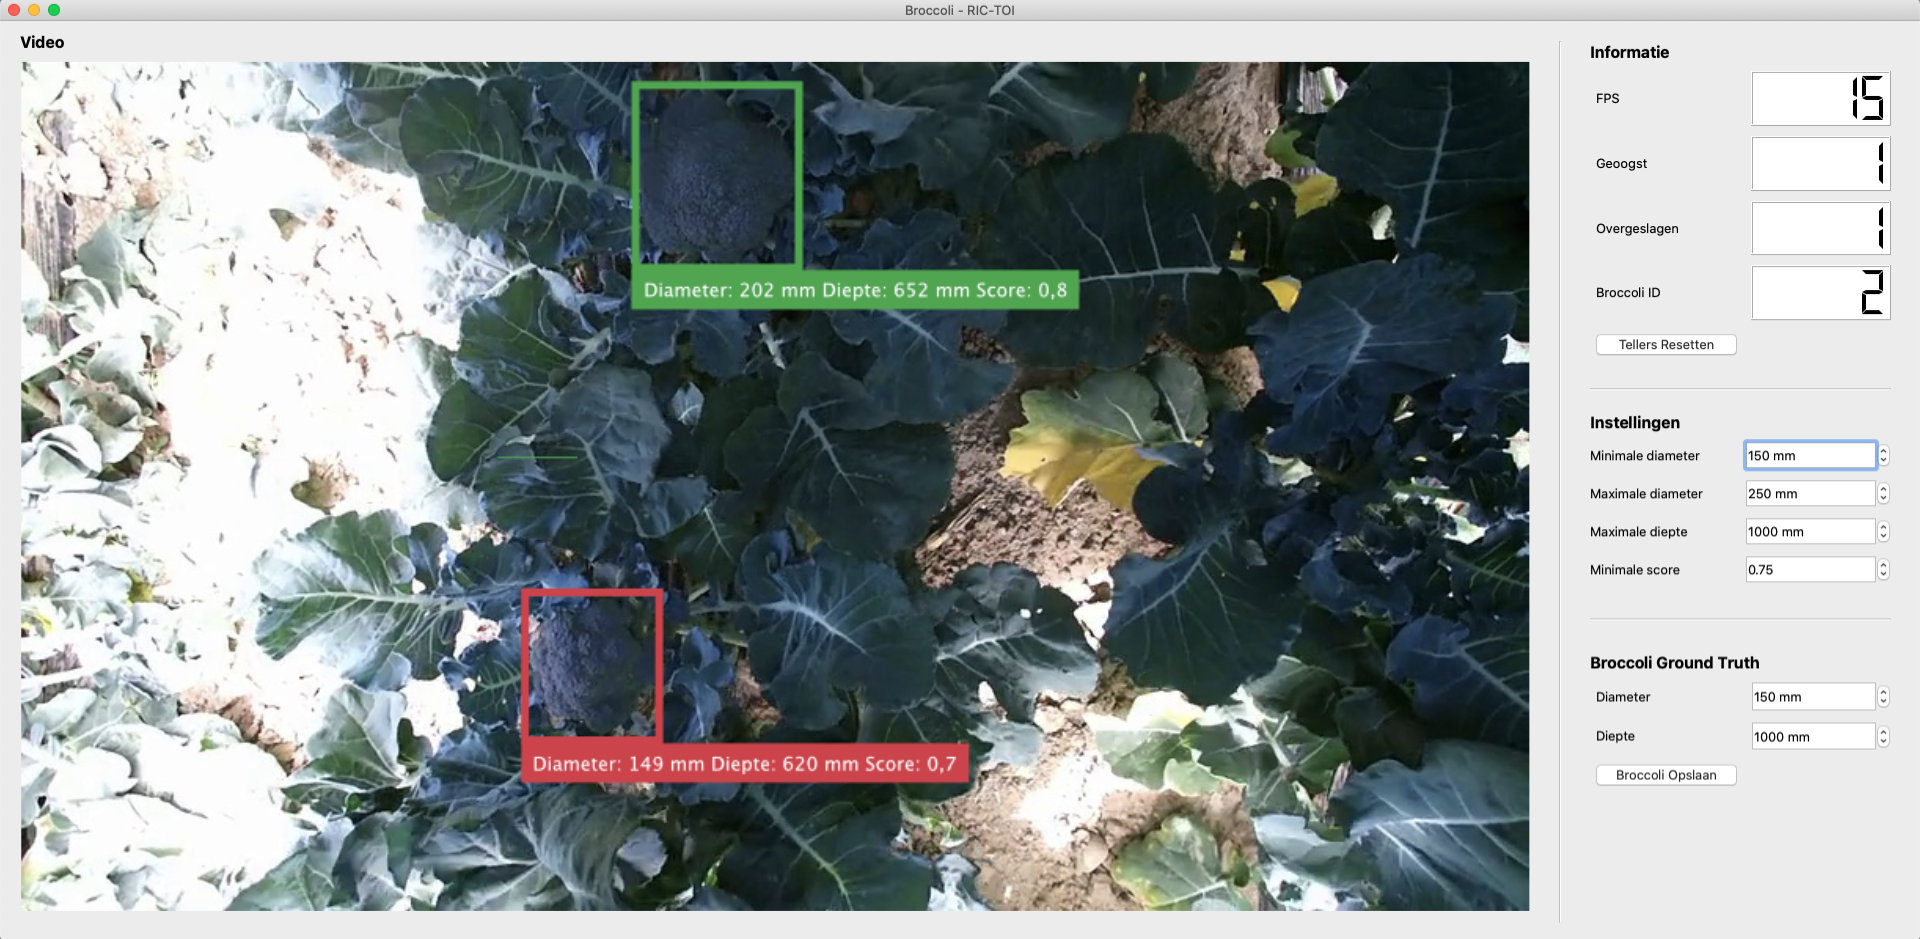 Broccoli - RIC-TOI
Video
Diameter: 202 mm Diepte: 652 mm Score: 0,8
Diameter: 149 mm Diepte: 620 mm Score: 0,7
Informatie
FPS 15
Geoogst 1
Overgeslagen 1
Broccoli ID 2
Tellers Resetten
Instellingen
Minimale diameter 150 mm
Maximale diameter 250 mm
Maximale diepte 1000 mm
Minimale score 0.75
Broccoli Ground Truth
Diameter 150 mm
Diepte 1000 mm
Broccoli Opslaan